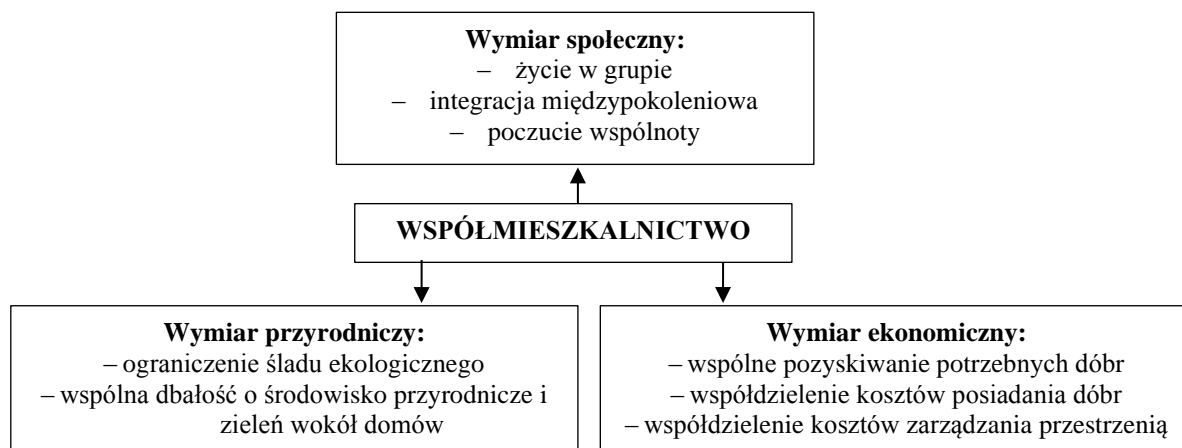 Wymiar społeczny:
– życie w grupie
– integracja międzypokoleniowa
– poczucie wspólnoty
WSPÓŁMIESZKALNICTWO
Wymiar przyrodniczy:
– ograniczenie śladu ekologicznego
– wspólna dbałość o środowisko przyrodnicze i
zieleń wokół domów
Wymiar ekonomiczny:
– wspólne pozyskiwanie potrzebnych dóbr
– współdzielenie kosztów posiadania dóbr
– współdzielenie kosztów zarządzania przestrzenią